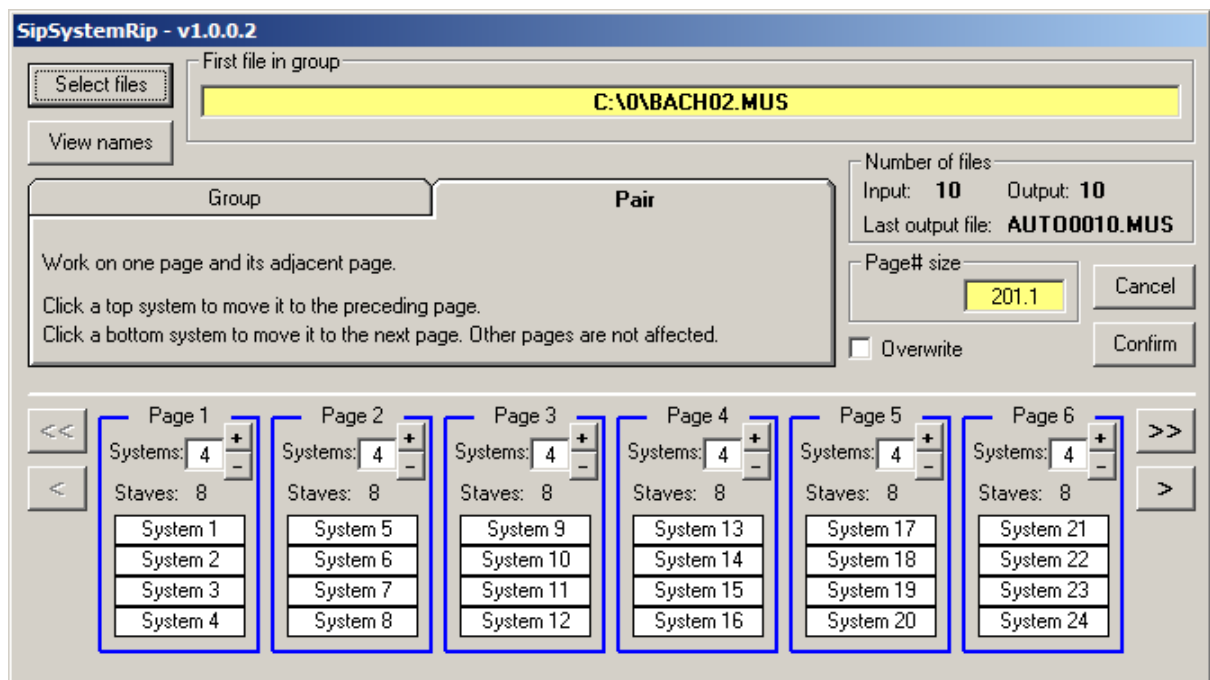 SipSystemRip - v1.0.0.2
Select files
First file in group
C:\0\BACH02.MUS
View names
Group
Pair
Work on one page and its adjacent page.
Click a top system to move it to the preceding page.
Click a bottom system to move it to the next page. Other pages are not affected.
Number of files
Input: 10 Output: 10
Last output file: AUTO0010.MUS
Page# size
201.1
Cancel
Overwrite
Confirm
<< Page 1 Page 2 Page 3 Page 4 Page 5 Page 6 >>
Systems: 4 + - Systems: 4 + - Systems: 4 + - Systems: 4 + - Systems: 4 + - Systems: 4 + -
< Staves: 8 Staves: 8 Staves: 8 Staves: 8 Staves: 8 Staves: 8 >
System 1 System 5 System 9 System 13 System 17 System 21
System 2 System 6 System 10 System 14 System 18 System 22
System 3 System 7 System 11 System 15 System 19 System 23
System 4 System 8 System 12 System 16 System 20 System 24